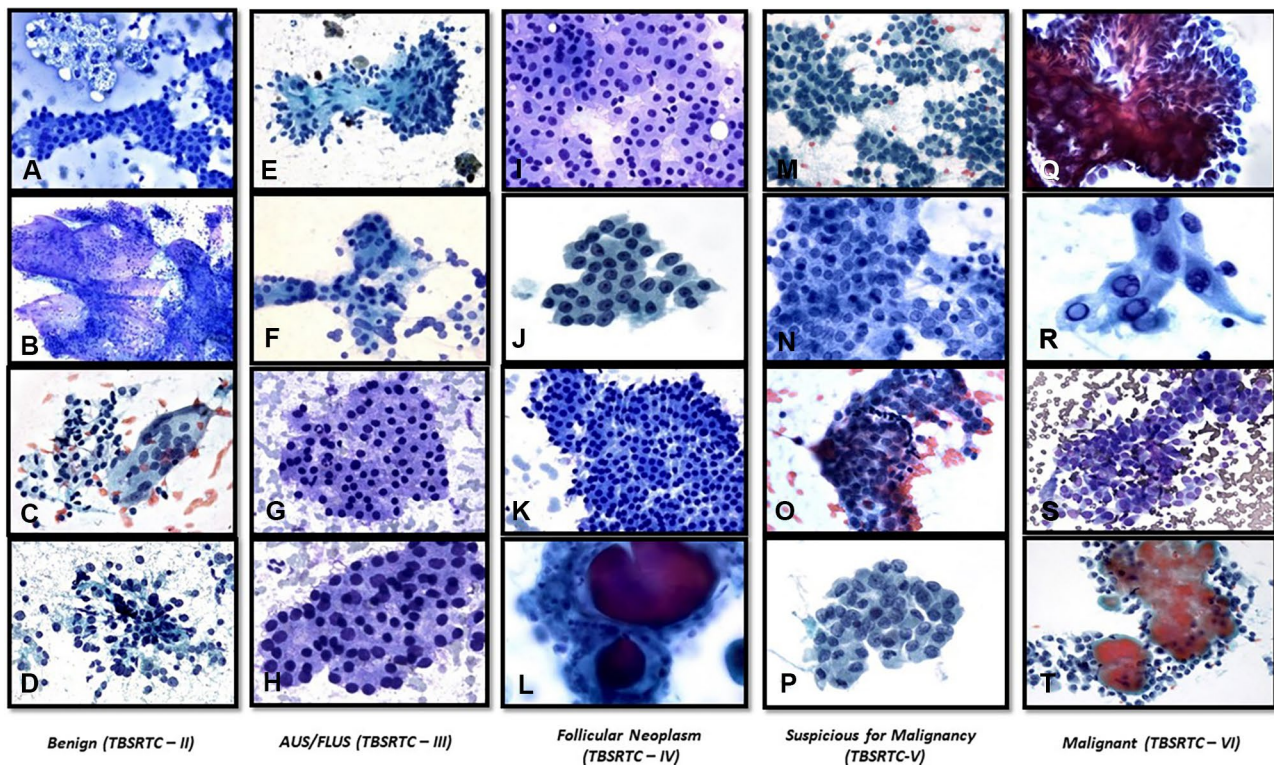 A E I M Q
B F J N R
C G K O S
D H L P T
Benign (TBSRTC – II)
AUS/FLUS (TBSRTC – III)
Follicular Neoplasm
(TBSRTC – IV)
Suspicious for Malignancy
(TBSRTC-V)
Malignant (TBSRTC – VI)